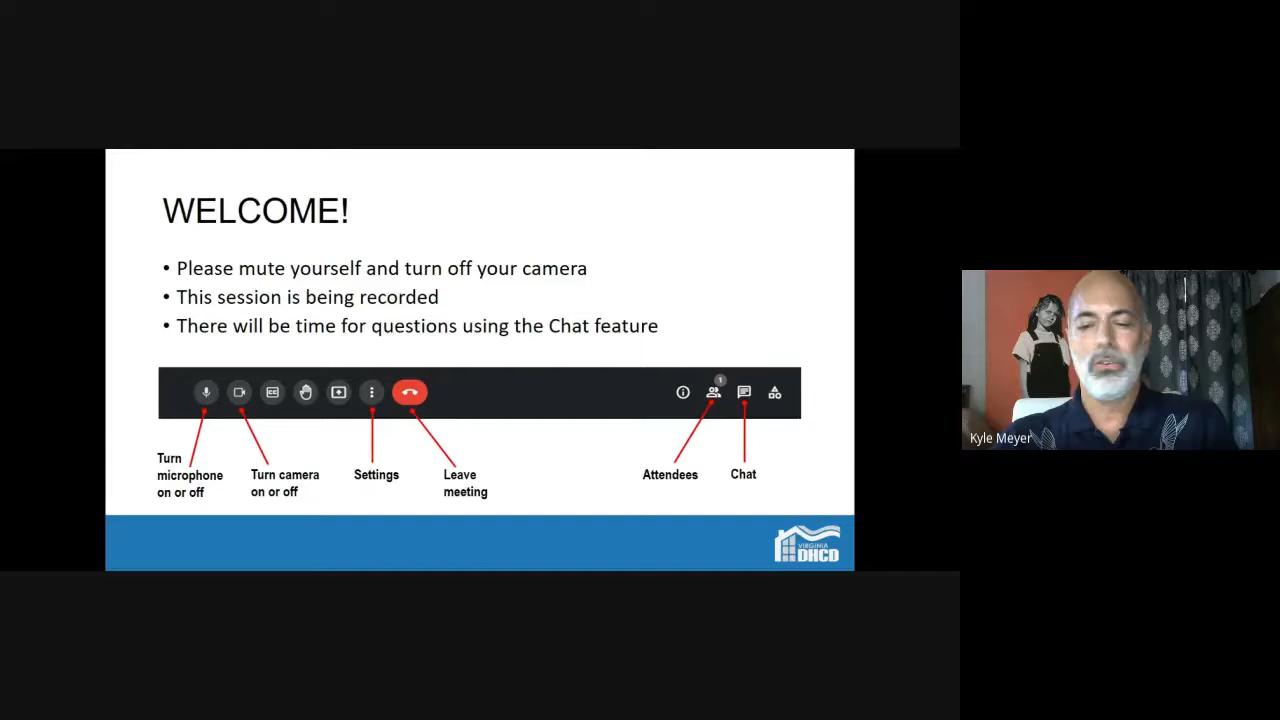 WELCOME!
• Please mute yourself and turn off your camera
• This session is being recorded
• There will be time for questions using the Chat feature
CC
1
Turn
microphone
on or off
Turn camera
on or off
Settings
Leave
meeting
Attendees
Chat
VIRGINIA
DHCD
Kyle Meyer